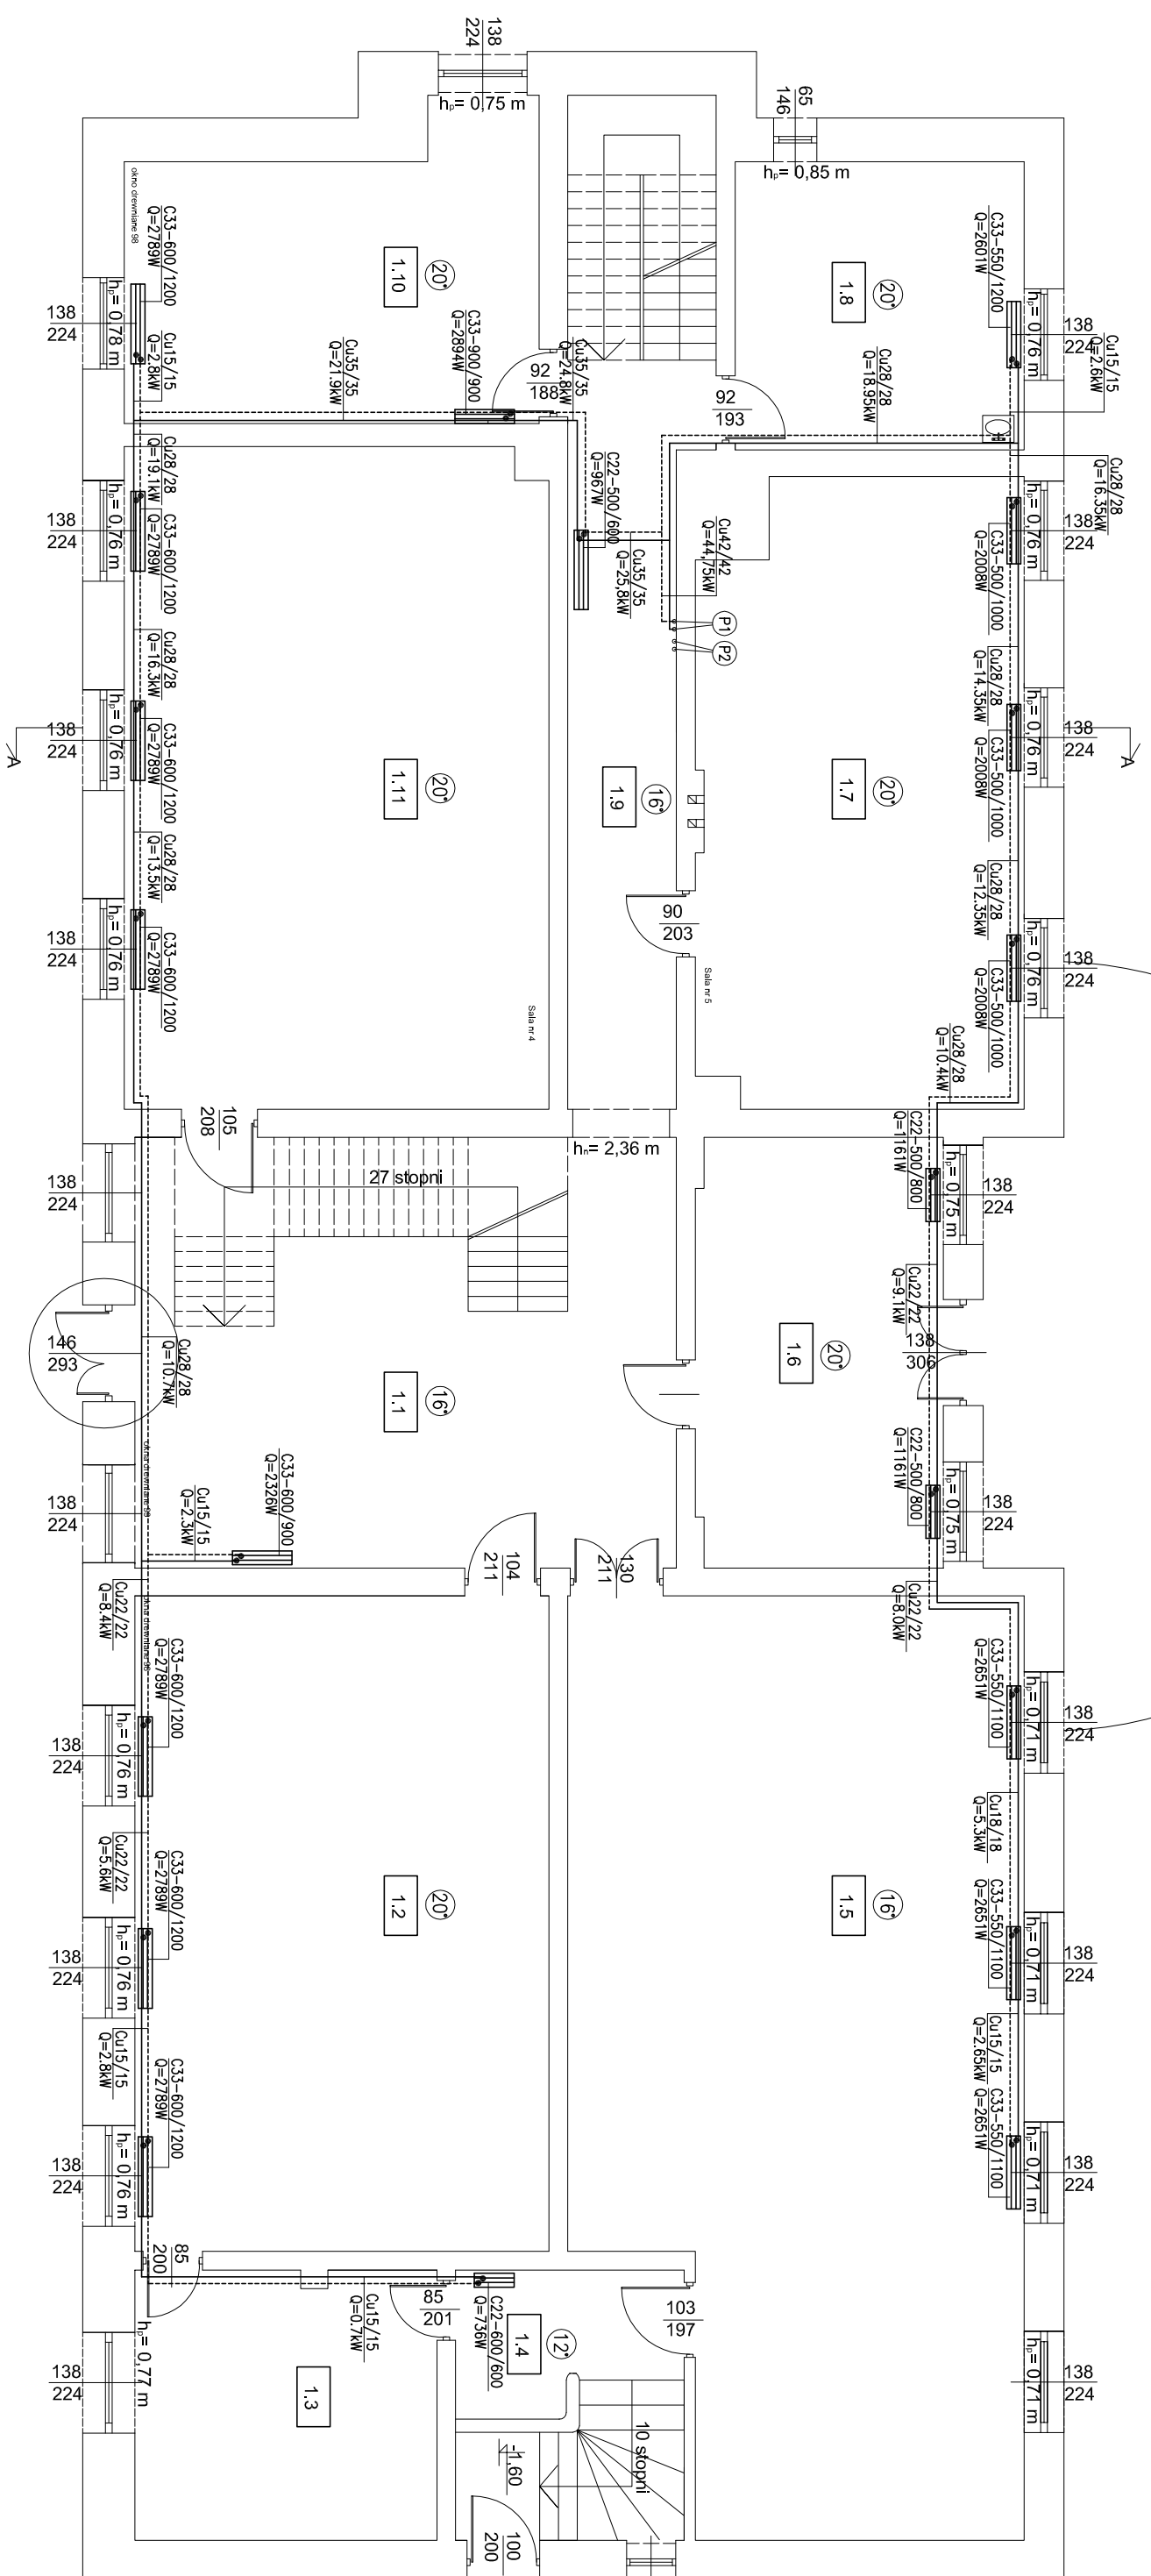 138
224
hp= 0,75 m
65
146
hp= 0,85 m
okno drewniane 98
C33-600/1200
Q=2789W
C33-550/1200
Q=2601W
1.10
20°
1.8
20°
138
224
hp= 0,78 m
Cu15/15
Q=2.8kW
Cu35/35
Q=21.9kW
C33-900/900
Q=2894W
92
188
Cu35/35
Q=24.8kW
92
193
Cu28/28
Q=18.95kW
138
224
hp= 0,76 m
Cu15/15
Q=2.6kW
Cu28/28
Q=19.1kW
C22-500/600
Q=967W
Cu28/28
Q=16.35kW
138
224
hp= 0,76 m
C33-600/1200
Q=2789W
Cu35/35
Q=25,8kW
Cu42/42
Q=44,75kW
138
224
hp= 0,76 m
C33-500/1000
Q=2008W
P1
P2
Cu28/28
Q=16.3kW
Cu28/28
Q=14.35kW
A
138
224
hp= 0,76 m
C33-600/1200
Q=2789W
1.11
20°
1.9
16°
1.7
20°
138
224
hp= 0,76 m
C33-500/1000
Q=2008W
A
Cu28/28
Q=13.5kW
Cu28/28
Q=12.35kW
90
203
138
224
hp= 0,76 m
C33-600/1200
Q=2789W
Sala nr 4
Sala nr 5
138
224
hp= 0,76 m
C33-500/1000
Q=2008W
Cu28/28
Q=10.4kW
105
208
hn= 2,36 m
C22-500/800
Q=1161W
27 stopni
138
224
hp= 0,75 m
138
224
Cu22/22
Q=9.1kW
146
293
Cu28/28
Q=10.7kW
1.1
16°
1.6
20°
138
306
okna drewniane 98
C33-600/900
Q=2326W
C22-500/800
Q=1161W
138
224
Cu15/15
Q=2.3kW
138
224
hp= 0,75 m
104
211
130
211
Cu22/22
Q=8.4kW
okna drewniane 98
Cu22/22
Q=8.0kW
C33-600/1200
Q=2789W
C33-550/1100
Q=2651W
138
224
hp= 0,76 m
138
224
hp= 0,71 m
Cu22/22
Q=5.6kW
Cu18/18
Q=5.3kW
C33-600/1200
Q=2789W
1.2
20°
1.5
16°
C33-550/1100
Q=2651W
138
224
hp= 0,76 m
138
224
hp= 0,71 m
Cu15/15
Q=2.8kW
Cu15/15
Q=2.65kW
C33-600/1200
Q=2789W
C33-550/1100
Q=2651W
138
224
hp= 0,76 m
138
224
hp= 0,71 m
85
200
Cu15/15
Q=0.7kW
85
201
C22-600/600
Q=736W
1.4
12°
103
197
138
224
hp= 0,77 m
1.3
138
224
hp= 0,71 m
10 stopni
-1,60
100
200